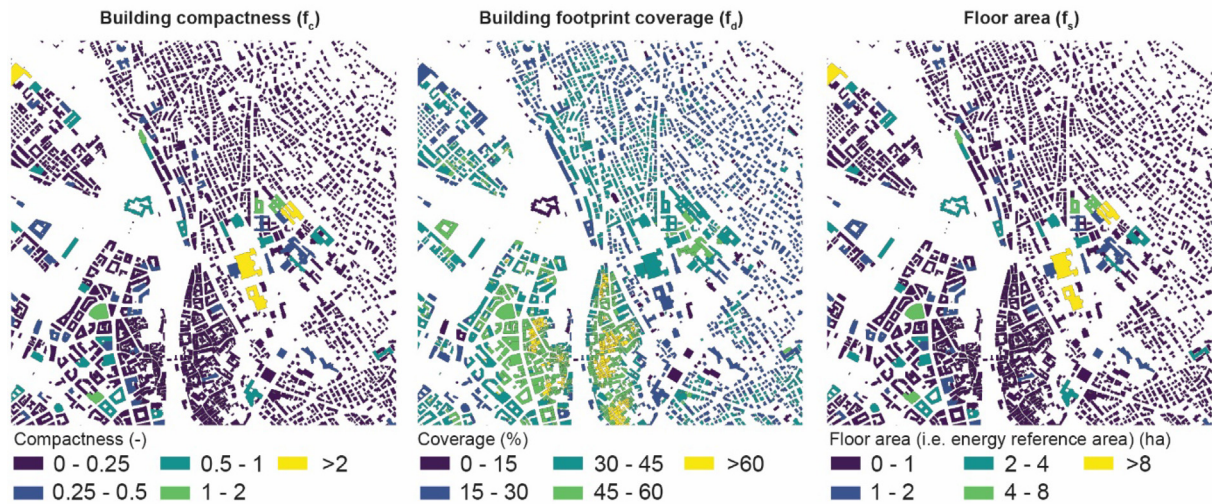 Building compactness (fc)
Building footprint coverage (fd)
Floor area (fs)
Compactness (-)
0 - 0.25
0.5 - 1
>2
0.25 - 0.5
1 - 2
Coverage (%)
0 - 15
30 - 45
>60
15 - 30
45 - 60
Floor area (i.e. energy reference area) (ha)
0 - 1
2 - 4
>8
1 - 2
4 - 8